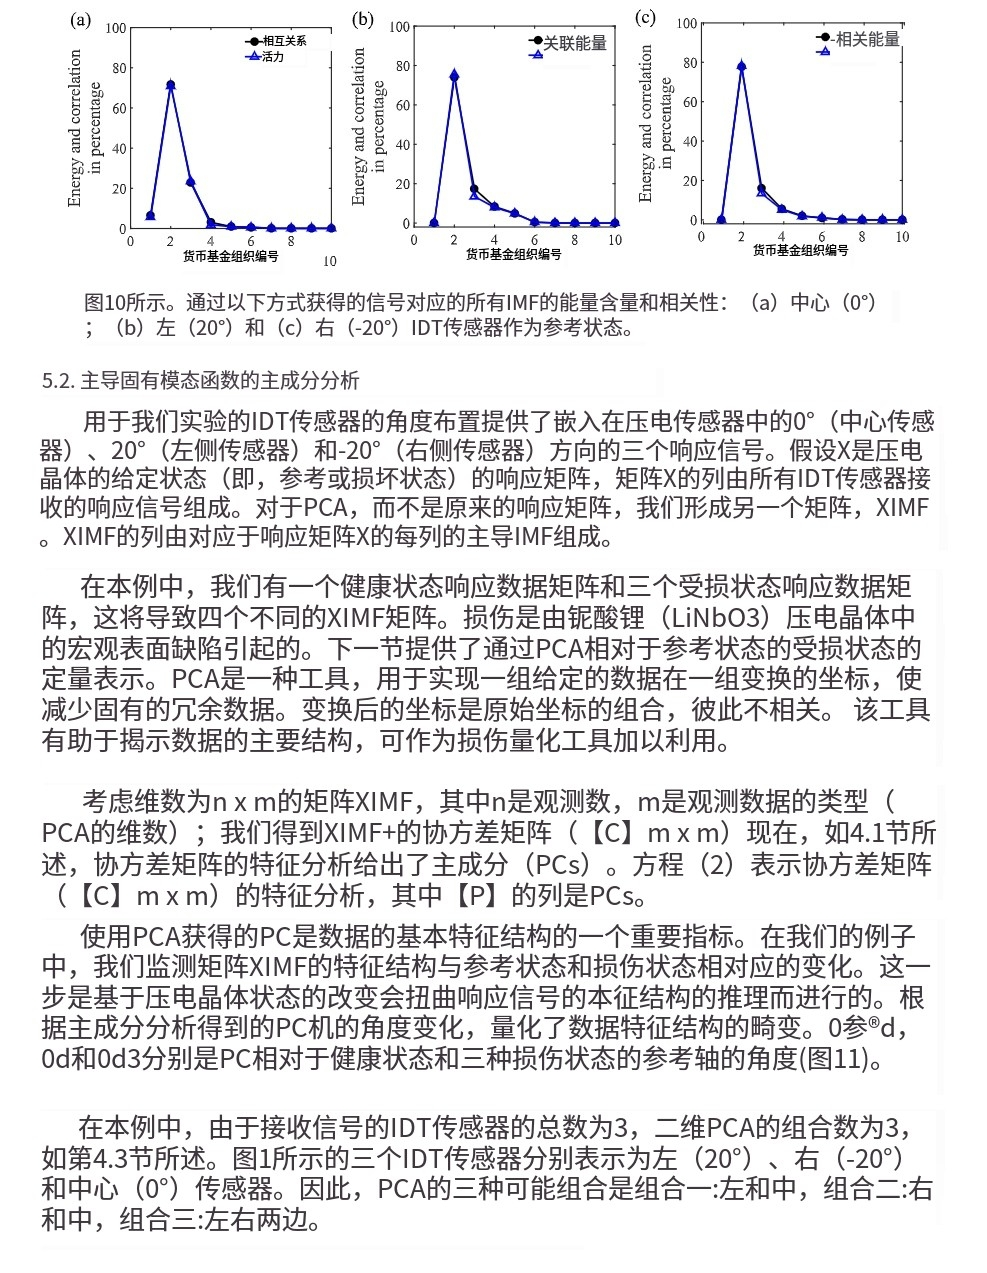 (a)
100
80
60
40
20
0
Energy and correlation
in percentage
相互关系
活力
0
2
4
6
8
10
货币基金组织编号
(b)
100
80
60
40
20
0
Energy and correlation
in percentage
关联能量
0
2
4
6
8
10
货币基金组织编号
(c)
100
80
60
40
20
0
Energy and correlation
in percentage
-相关能量
0
2
4
6
8
10
货币基金组织编号
图10所示。通过以下方式获得的信号对应的所有IMF的能量含量和相关性：（a）中心（0°）
；（b）左（20°）和（c）右（-20°）IDT传感器作为参考状态。
5.2. 主导固有模态函数的主成分分析
用于我们实验的IDT传感器的角度布置提供了嵌入在压电传感器中的0°（中心传感
器）、20°（左侧传感器）和-20°（右侧传感器）方向的三个响应信号。假设X是压电
晶体的给定状态（即，参考或损坏状态）的响应矩阵，矩阵X的列由所有IDT传感器接
收的响应信号组成。对于PCA，而不是原来的响应矩阵，我们形成另一个矩阵，XIMF
。XIMF的列由对应于响应矩阵X的每列的主导IMF组成。
在本例中，我们有一个健康状态响应数据矩阵和三个受损状态响应数据矩
阵，这将导致四个不同的XIMF矩阵。损伤是由铌酸锂（LiNbO3）压电晶体中
的宏观表面缺陷引起的。下一节提供了通过PCA相对于参考状态的受损状态的
定量表示。PCA是一种工具，用于实现一组给定的数据在一组变换的坐标，使
减少固有的冗余数据。变换后的坐标是原始坐标的组合，彼此不相关。 该工具
有助于揭示数据的主要结构，可作为损伤量化工具加以利用。
考虑维数为n x m的矩阵XIMF，其中n是观测数，m是观测数据的类型（
PCA的维数）；我们得到XIMF+的协方差矩阵（【C】m x m）现在，如4.1节所
述，协方差矩阵的特征分析给出了主成分（PCs）。方程（2）表示协方差矩阵
（【C】m x m）的特征分析，其中【P】的列是PCs。
使用PCA获得的PC是数据的基本特征结构的一个重要指标。在我们的例子
中，我们监测矩阵XIMF的特征结构与参考状态和损伤状态相对应的变化。这一
步是基于压电晶体状态的改变会扭曲响应信号的本征结构的推理而进行的。根
据主成分分析得到的PC机的角度变化，量化了数据特征结构的畸变。0参®d，
0d和0d3分别是PC相对于健康状态和三种损伤状态的参考轴的角度(图11)。
在本例中，由于接收信号的IDT传感器的总数为3，二维PCA的组合数为3，
如第4.3节所述。图1所示的三个IDT传感器分别表示为左（20°）、右（-20°）
和中心（0°）传感器。因此，PCA的三种可能组合是组合一:左和中，组合二:右
和中，组合三:左右两边。